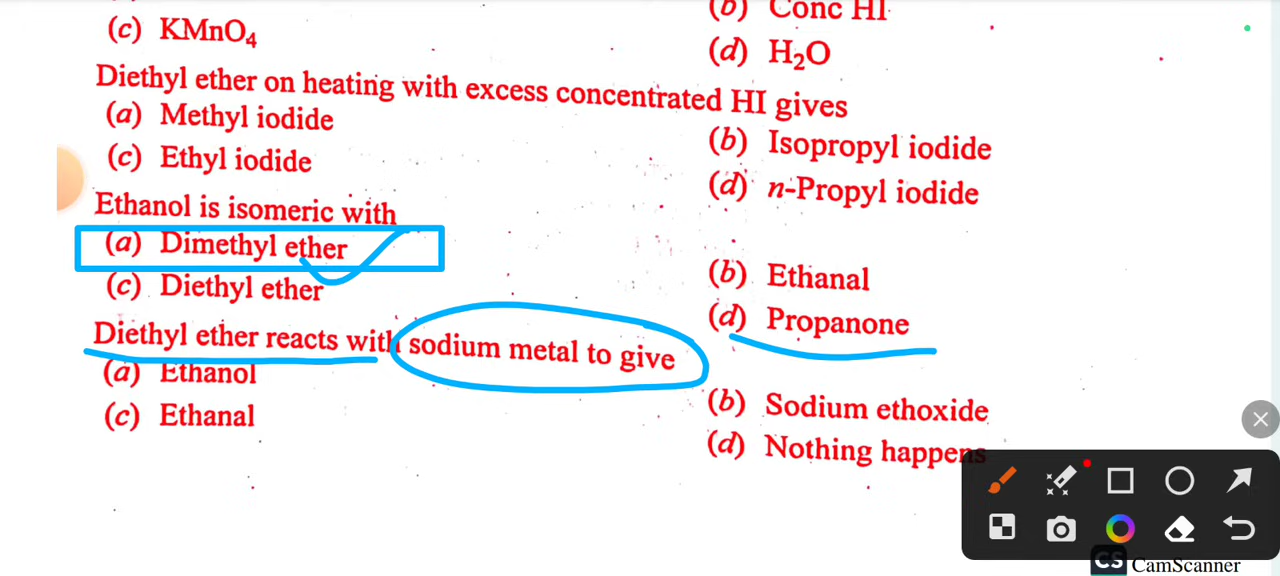 (b) Conc HI
(c) KMnO4
(d) H2O
Diethyl ether on heating with excess concentrated HI gives
(a) Methyl iodide
(b) Isopropyl iodide
(c) Ethyl iodide
(d) n-Propyl iodide
Ethanol is isomeric with
(a) Dimethyl ether
(b) Ethanal
(c) Diethyl ether
(d) Propanone
Diethyl ether reacts with sodium metal to give
(a) Ethanol
(b) Sodium ethoxide
(c) Ethanal
(d) Nothing happens
CS CamScanner